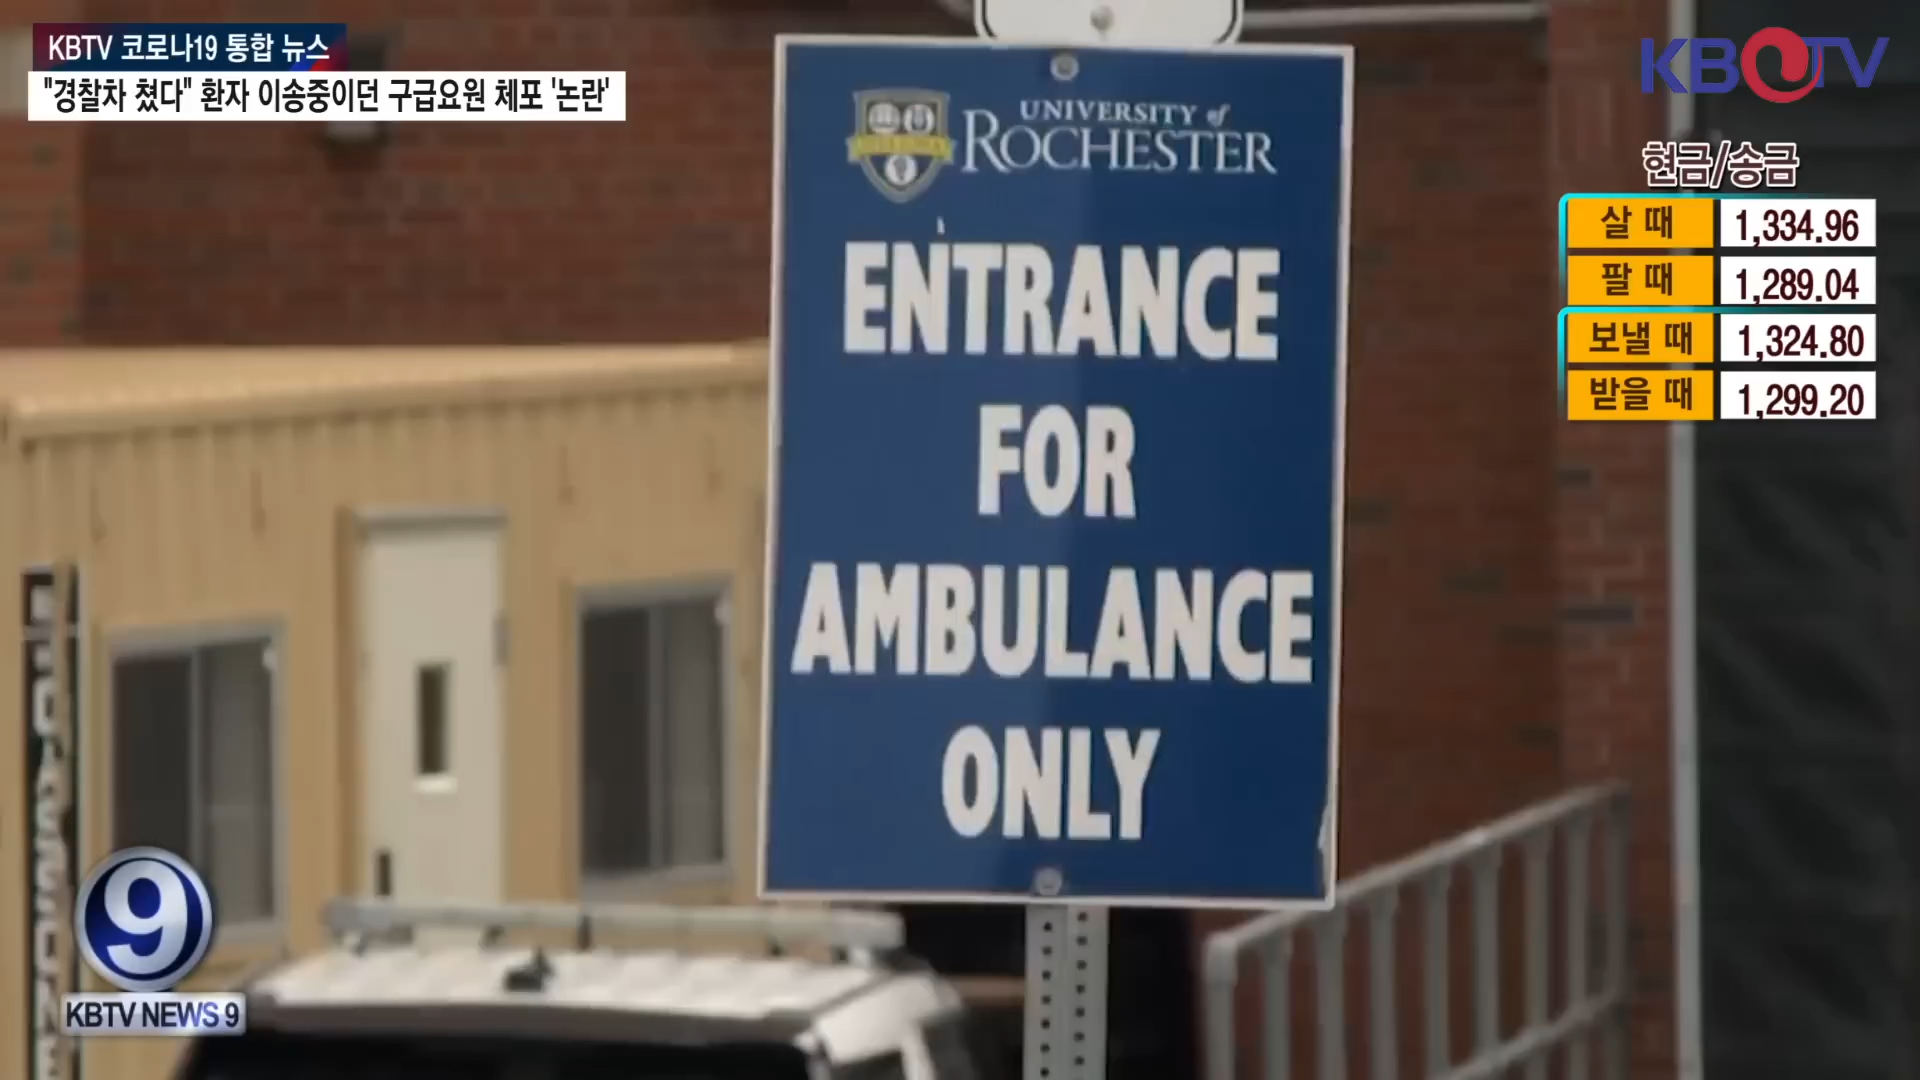 KBTV 코로나19 통합 뉴스
"경찰차 쳤다" 환자 이송중이던 구급요원 체포 '논란'
KBTV
현금/송금
살 때 1,334.96
팔 때 1,289.04
보낼 때 1,324.80
받을 때 1,299.20
UNIVERSITY of
ROCHESTER
ENTRANCE
FOR
AMBULANCE
ONLY
9
KBTV NEWS 9